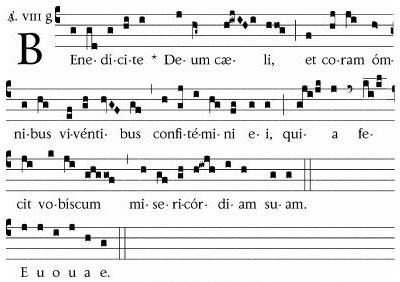 ℣. VIII g
BEne-dí-ci-te * De-um cæ-li, et co-ram óm-
ni-bus vi-vénti-bus confi-té-mi-ni e-i, qui-a fe-
cit vo-bíscum mi-se-ri-cór-di-am su-am.
E u o u a e.